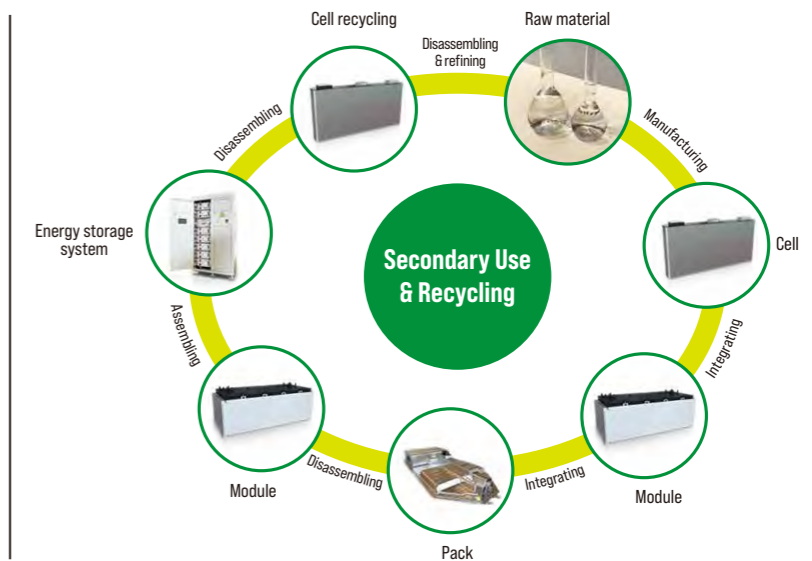 Cell recycling
Disassembling
& refining
Raw material
Manufacturing
Cell
Integrating
Module
Integrating
Pack
Disassembling
Module
Assembling
Energy storage
system
Disassembling
Secondary Use
& Recycling